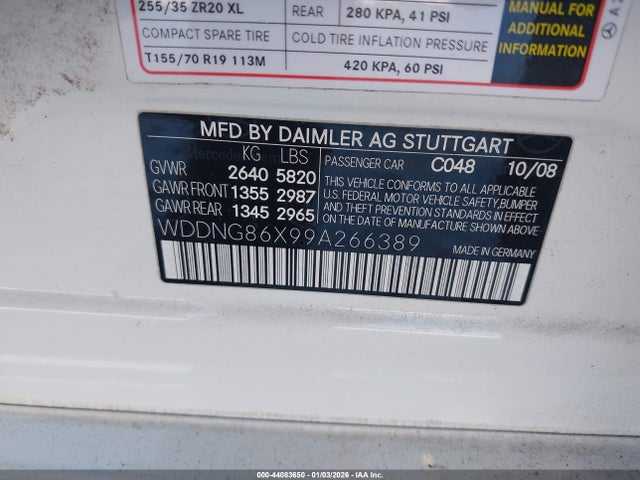 255/35 ZR20 XL REAR 280 KPA, 41 PSI
COMPACT SPARE TIRE COLD TIRE INFLATION PRESSURE
T155/70 R19 113M 420 KPA, 60 PSI
MANUAL FOR
ADDITIONAL
INFORMATION
MFD BY DAIMLER AG STUTTGART
KG LBS
GVWR 2640 5820
GAWR FRONT 1355 2987
GAWR REAR 1345 2965
PASSENGER CAR C048 10/08
THIS VEHICLE CONFORMS TO ALL APPLICABLE
U.S. FEDERAL MOTOR VEHICLE SAFETY, BUMPER
AND THEFT PREVENTION STANDARDS IN EFFECT
ON THE DATE OF MANUFACTURE SHOWN ABOVE
WDDNG86X99A266389
MADE IN GERMANY
000-44083650 - 01/03/2026 - IAAI, INC.